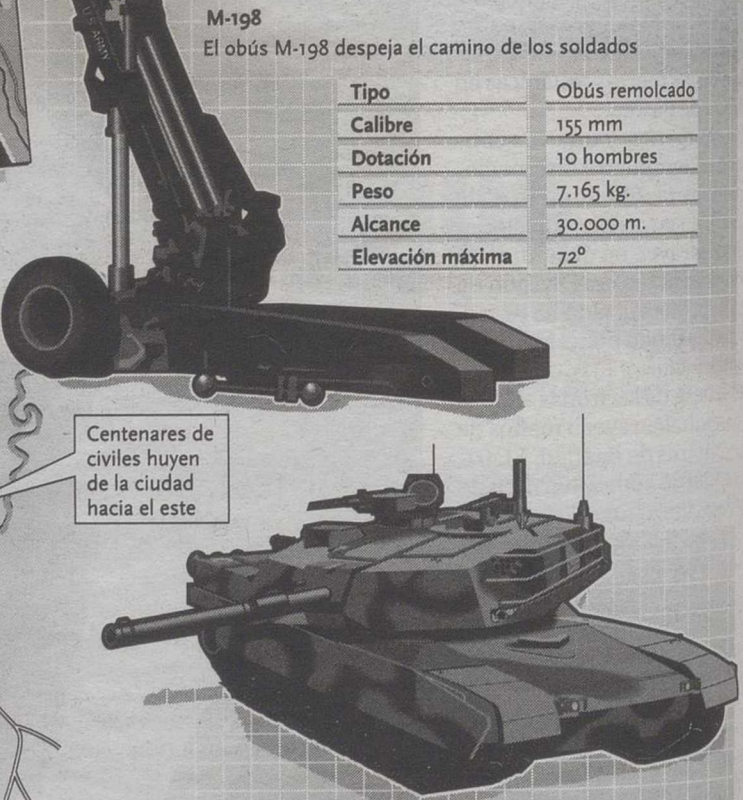 U.S. ARMY
M-198
El obús M-198 despeja el camino de los soldados
Tipo Obús remolcado
Calibre 155 mm
Dotación 10 hombres
Peso 7.165 kg.
Alcance 30.000 m.
Elevación máxima 72º
Centenares de
civiles huyen
de la ciudad
hacia el este